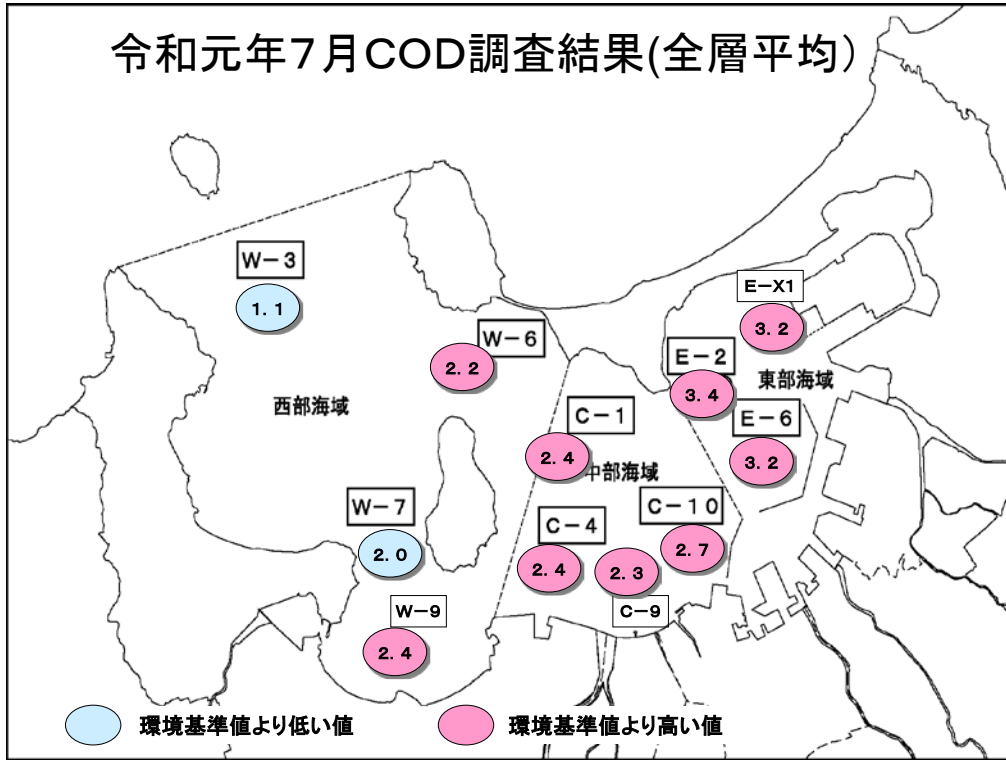 令和元年７月ＣＯＤ調査結果(全層平均）
W－3
1. 1
E－X1
3. 2
W－6
2. 2
E－2
3. 4
東部海域
西部海域
C－1
2. 4
中部海域
E－6
3. 2
W－7
2. 0
C－4
2. 4
C－10
2. 7
2. 3
C－9
W－9
2. 4
環境基準値より低い値
環境基準値より高い値